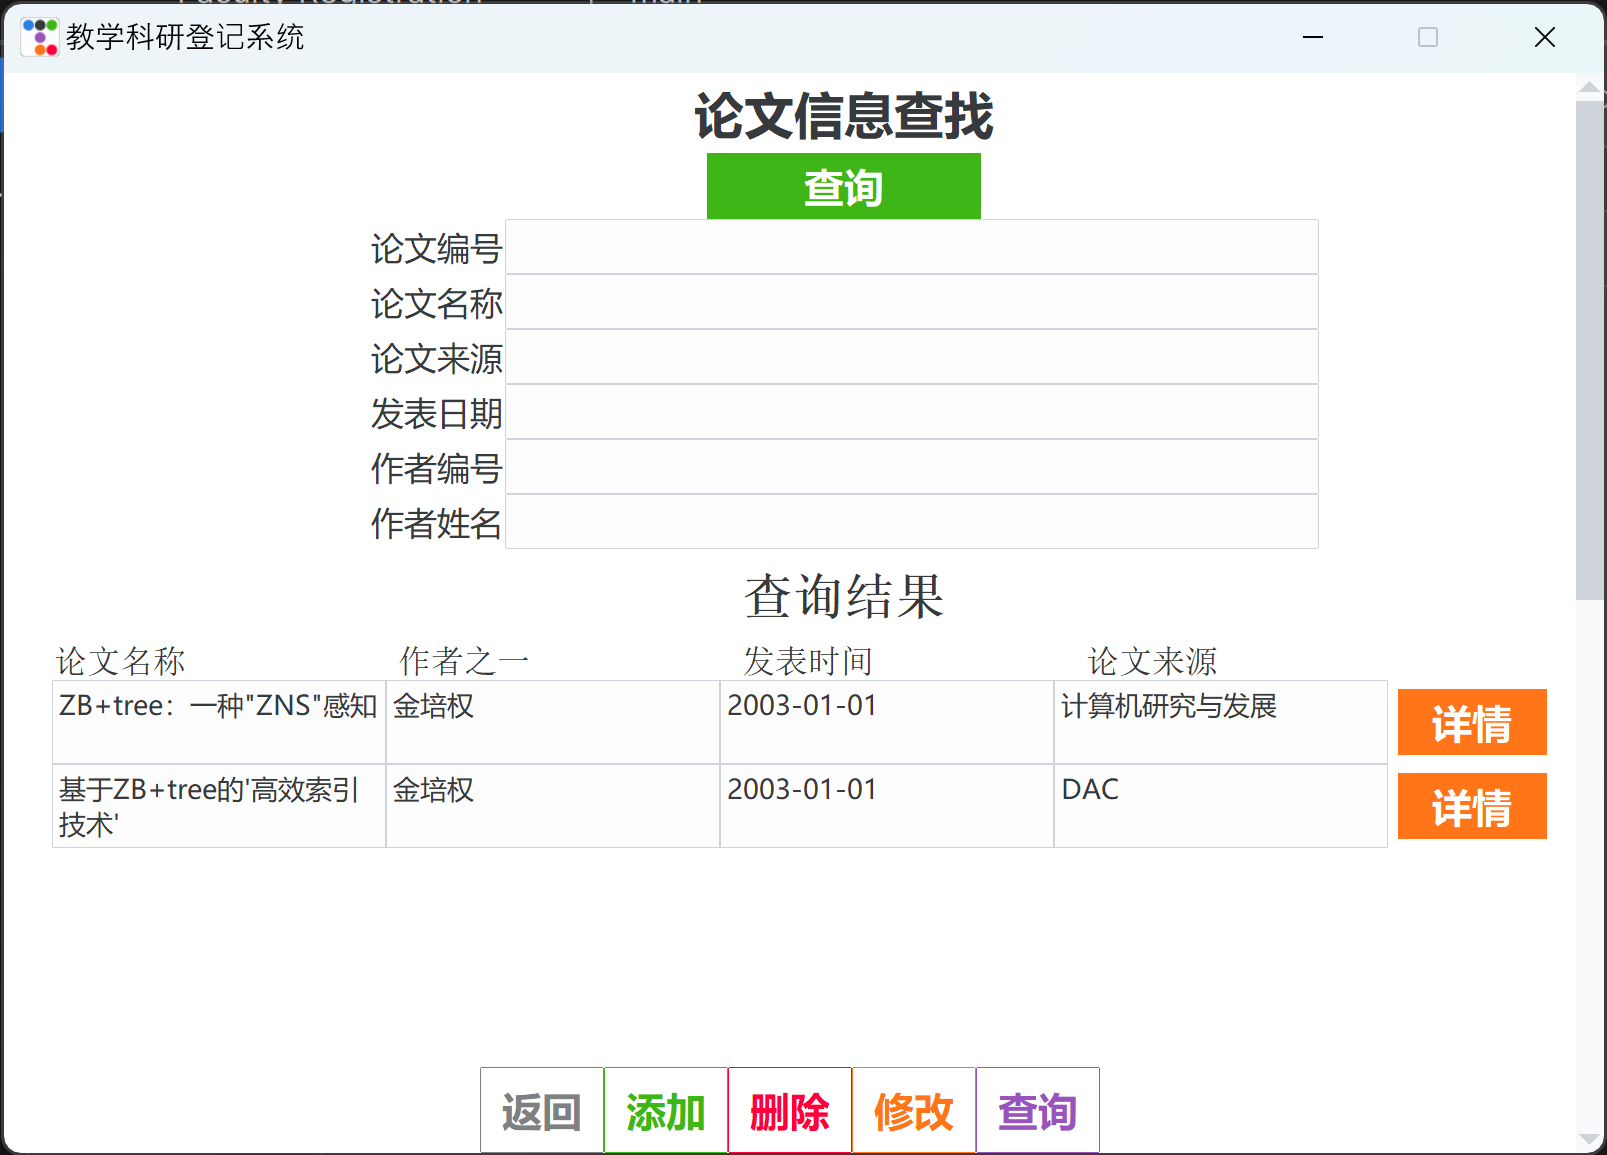 教学科研登记系统
论文信息查找
查询
论文编号
论文名称
论文来源
发表日期
作者编号
作者姓名
查询结果
论文名称 作者之一 发表时间 论文来源
ZB+tree：一种"ZNS"感知 金培权 2003-01-01 计算机研究与发展 详情
基于ZB+tree的'高效索引技术' 金培权 2003-01-01 DAC 详情
返回 添加 删除 修改 查询